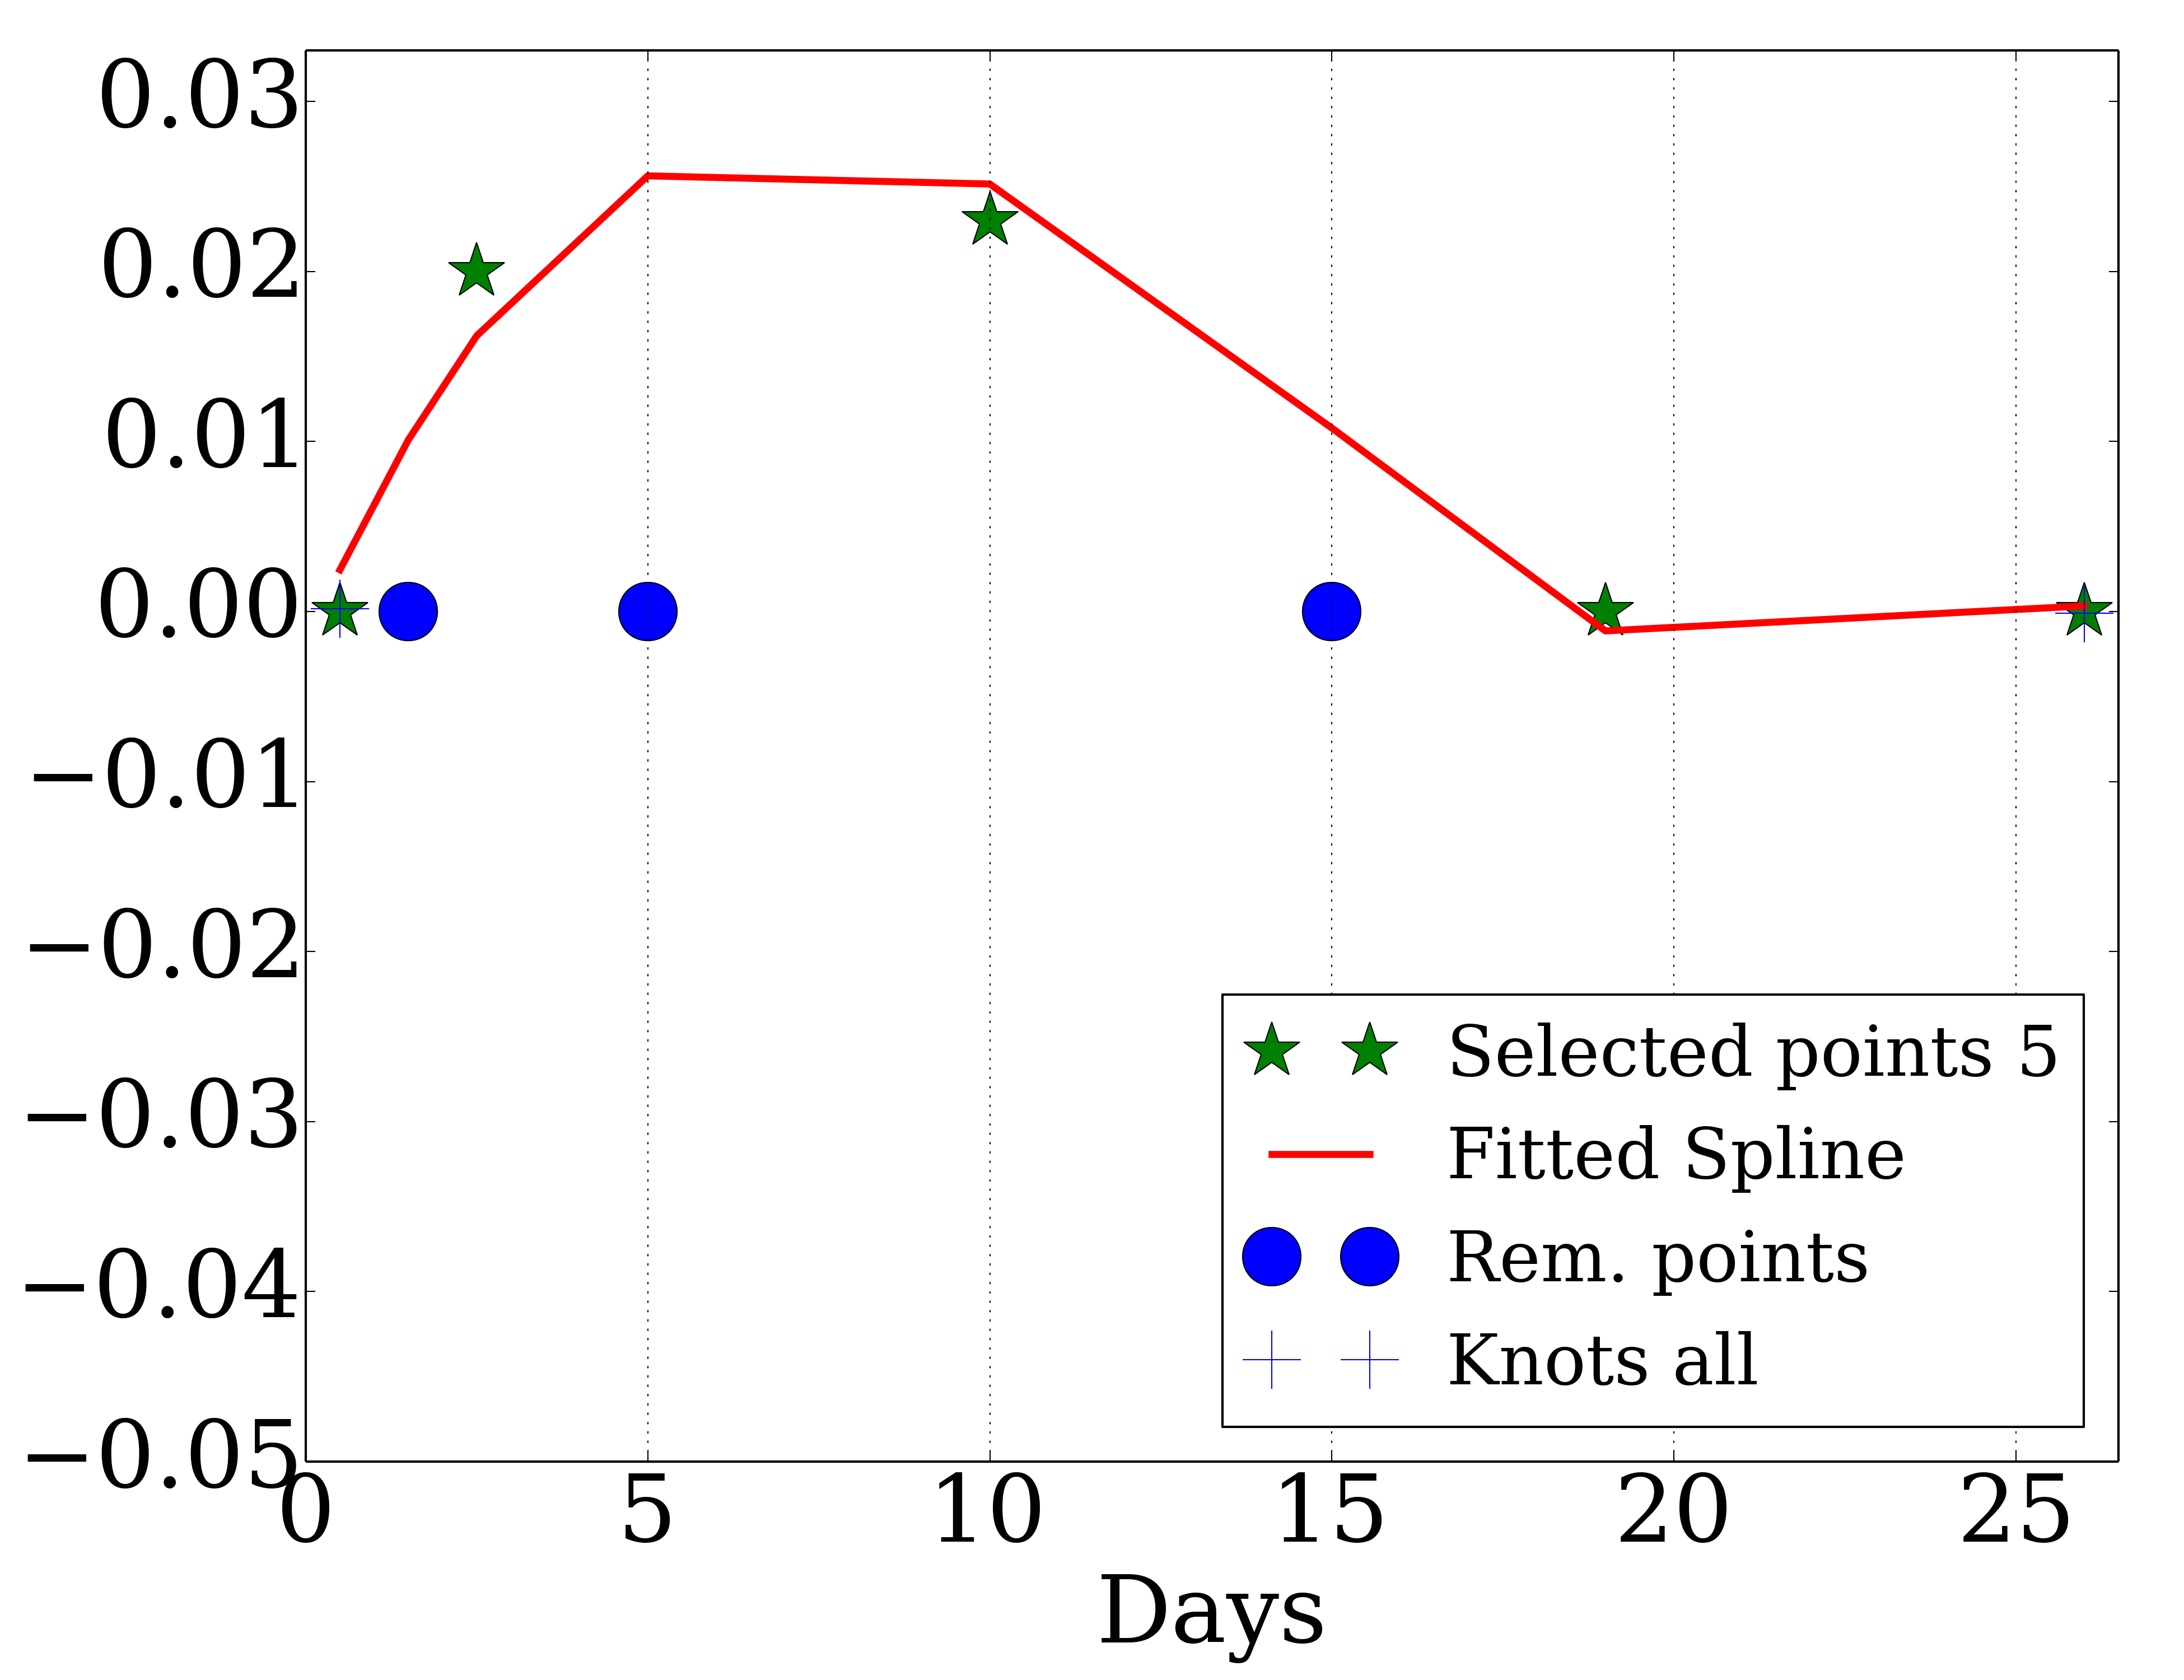 0.03
0.02
0.01
0.00
−0.01
−0.02
−0.03
−0.04
−0.05
Selected points 5
Fitted Spline
Rem. points
Knots all
0 5 10 15 20 25
Days